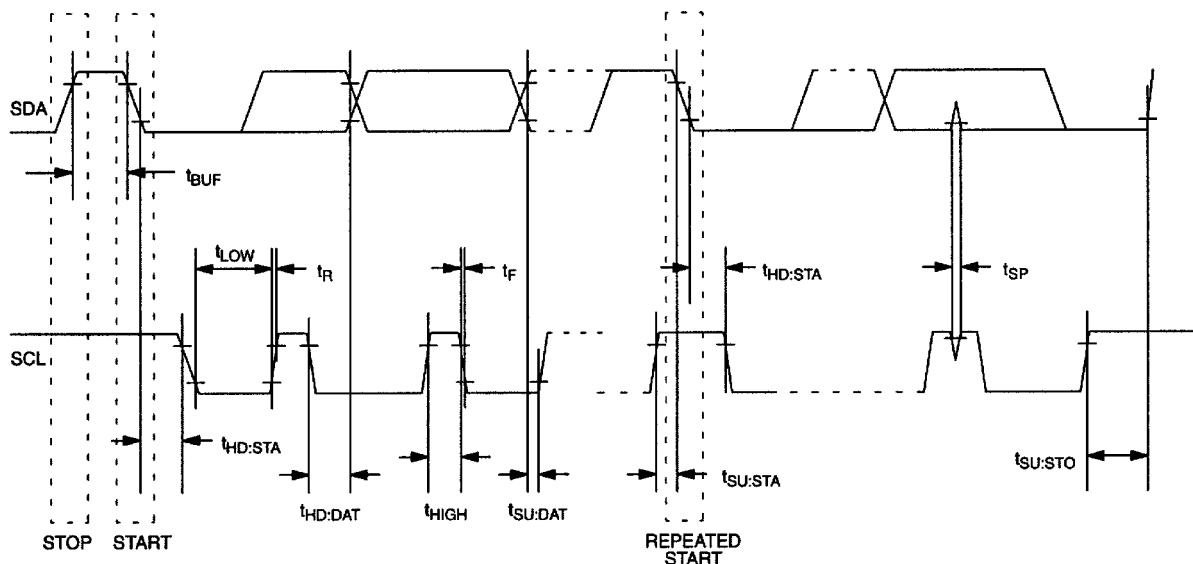 SDA
tBUF
tLOW
tR
tF
tHD:STA
tSP
SCL
tHD:STA
tSU:STA
tSU:STO
tHD:DAT
tHIGH
tSU:DAT
STOP
START
REPEATED
START